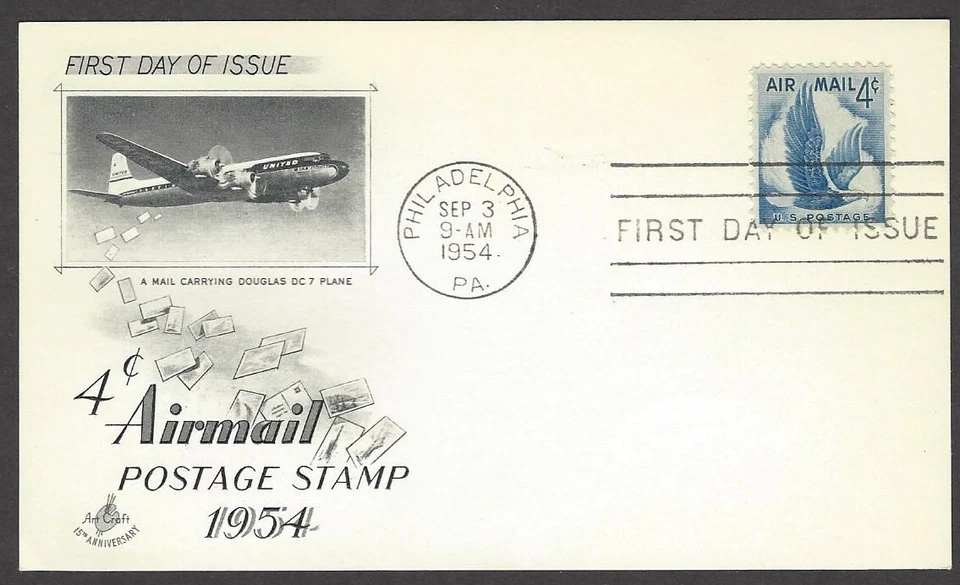 FIRST DAY OF ISSUE
UNITED
UNITED
A MAIL CARRYING DOUGLAS DC 7 PLANE
4¢
Airmail
POSTAGE STAMP
1954
Art Craft
15TH ANNIVERSARY
PHILADELPHIA
SEP 3
9-AM
1954.
PA.
AIR MAIL 4¢
U.S. POSTAGE
FIRST DAY OF ISSUE